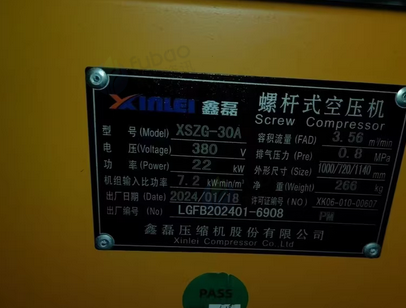 XINLEI 鑫磊 螺杆式空压机
Screw Compressor
型 号(Model) XSZG-30A 容积流量(FAD) 3.56 m³/min
电 压(Voltage) 380 V 排气压力(Pre) 0.8 MPa
功 率(Power) 22 kW 外形尺寸(Size) 1000/720/1140 mm
机组输入比功率 7.2 kW/m³/min 净 重(Weight) 266 kg
出厂日期 2024/01/18 许可证编号(NO) XK06-010-00607
出厂编号(No) LGFB202401-6908
鑫磊压缩机股份有限公司
Xinlei Compressor Co. Ltd
PASS